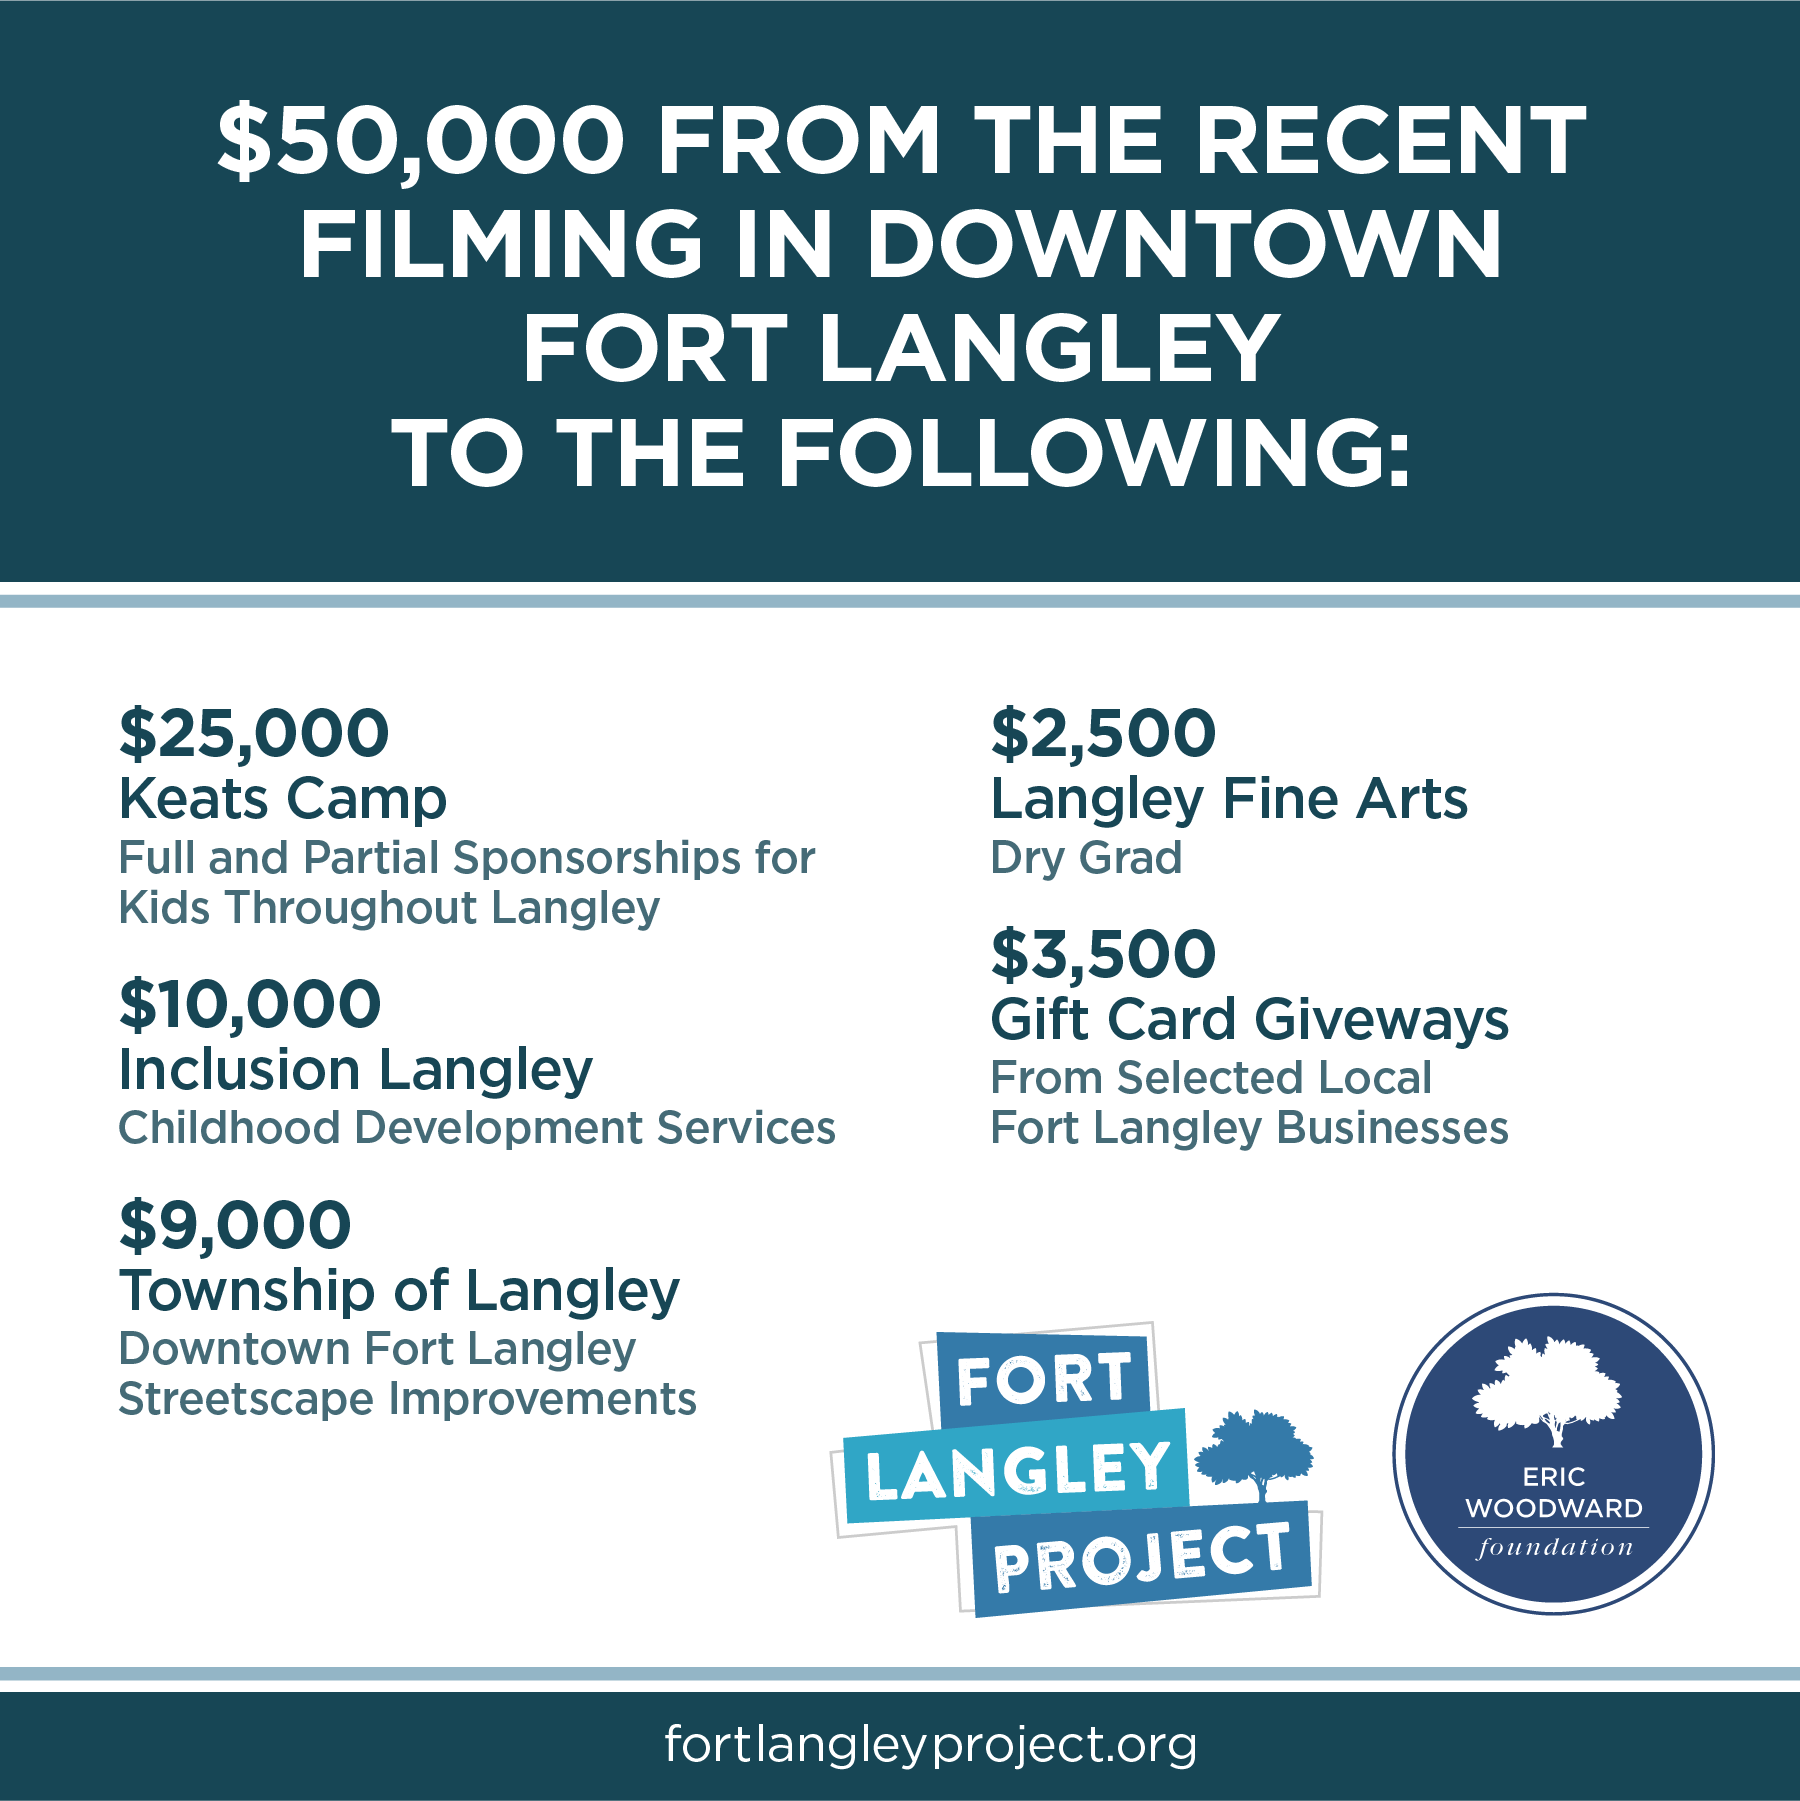 $50,000 FROM THE RECENT
FILMING IN DOWNTOWN
FORT LANGLEY
TO THE FOLLOWING:
$25,000
Keats Camp
Full and Partial Sponsorships for
Kids Throughout Langley
$10,000
Inclusion Langley
Childhood Development Services
$9,000
Township of Langley
Downtown Fort Langley
Streetscape Improvements
$2,500
Langley Fine Arts
Dry Grad
$3,500
Gift Card Giveways
From Selected Local
Fort Langley Businesses
FORT
LANGLEY
PROJECT
ERIC
WOODWARD
foundation
fortlangleyproject.org